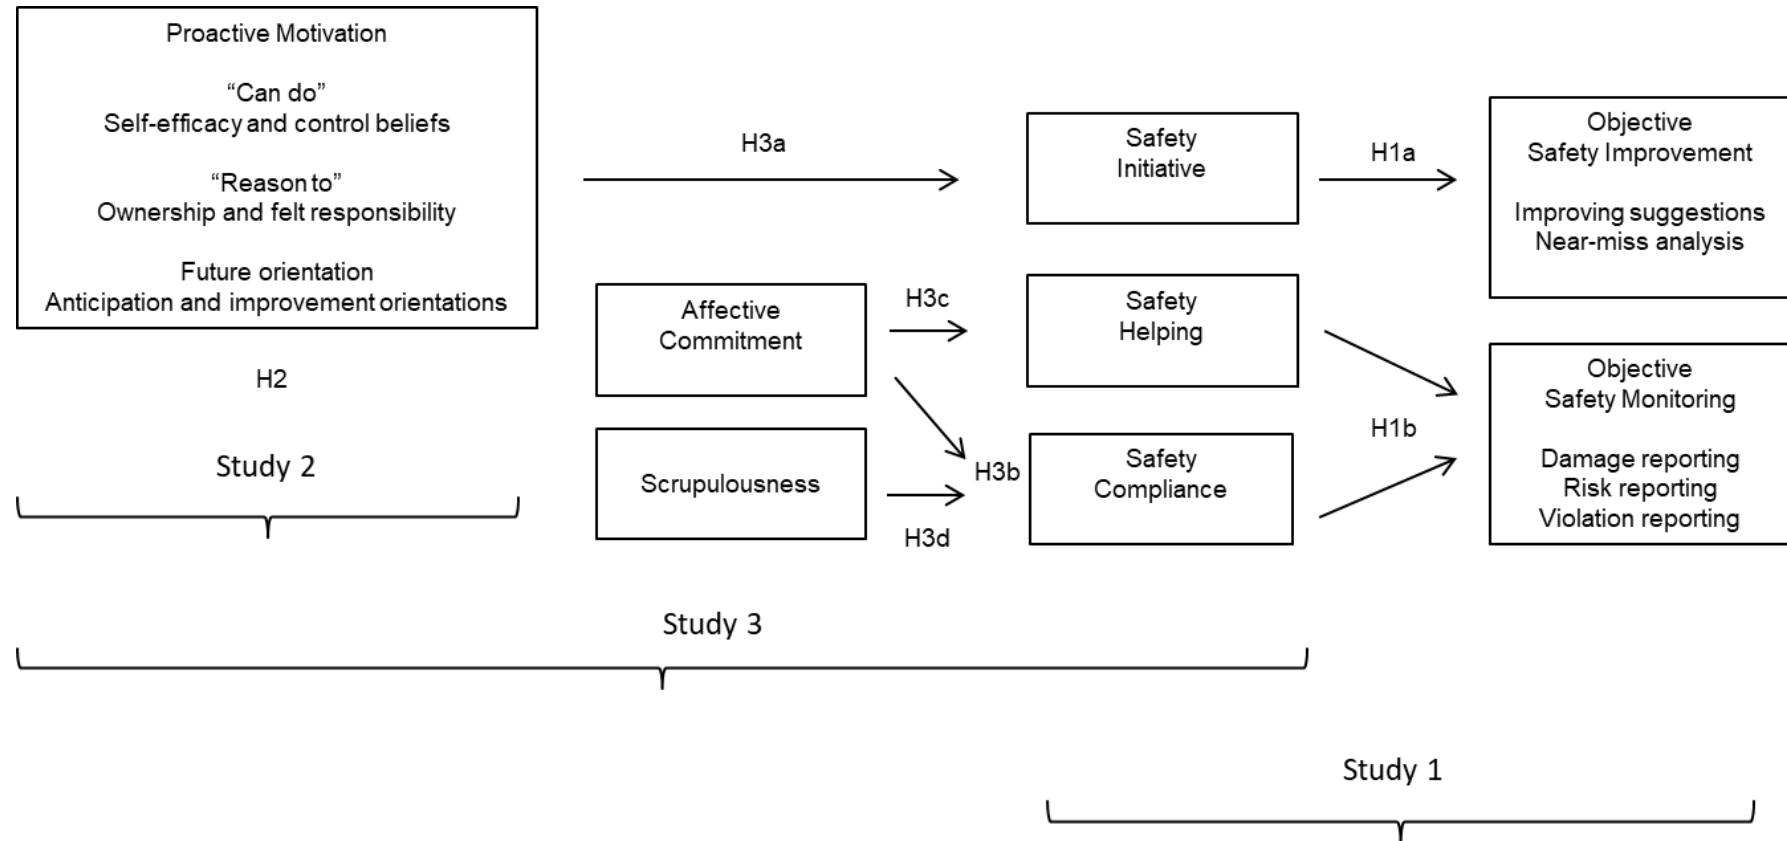 Proactive Motivation
“Can do”
Self-efficacy and control beliefs
“Reason to”
Ownership and felt responsibility
Future orientation
Anticipation and improvement orientations
H2
Study 2
H3a
Affective
Commitment
Scrupulousness
H3c
H3b
H3d
Safety
Initiative
Safety
Helping
Safety
Compliance
H1a
H1b
Objective
Safety Improvement
Improving suggestions
Near-miss analysis
Objective
Safety Monitoring
Damage reporting
Risk reporting
Violation reporting
Study 3
Study 1